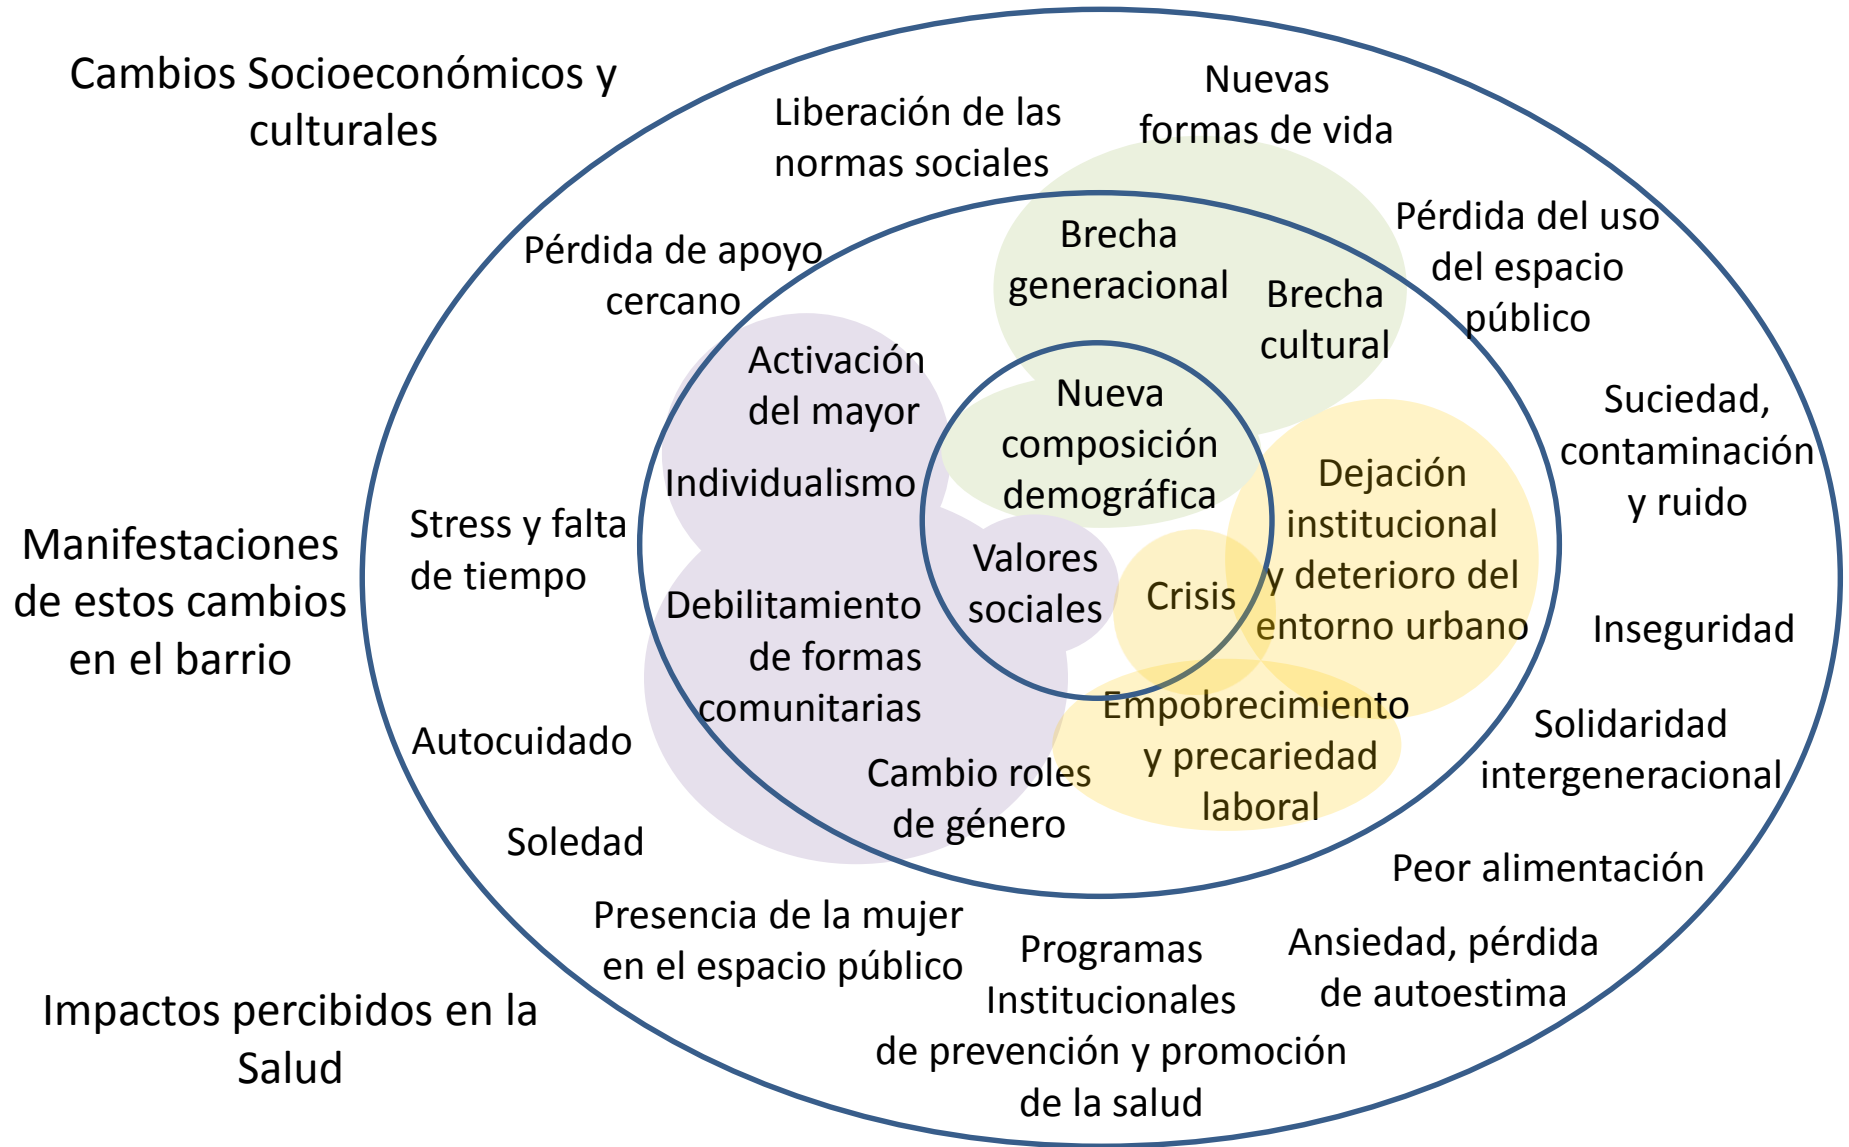 Cambios Socioeconómicos y
culturales
Manifestaciones
de estos cambios
en el barrio
Impactos percibidos en la
Salud
Liberación de las
normas sociales
Nuevas
formas de vida
Pérdida de apoyo
cercano
Pérdida del uso
del espacio
público
Stress y falta
de tiempo
Suciedad,
contaminación
y ruido
Inseguridad
Autocuidado
Solidaridad
intergeneracional
Soledad
Peor alimentación
Presencia de la mujer
en el espacio público
Programas
Institucionales
de prevención y promoción
de la salud
Ansiedad, pérdida
de autoestima
Brecha
generacional
Brecha
cultural
Activación
del mayor
Individualismo
Debilitamiento
de formas
comunitarias
Cambio roles
de género
Dejación
institucional
y deterioro del
entorno urbano
Empobrecimiento
y precariedad
laboral
Nueva
composición
demográfica
Valores
sociales
Crisis